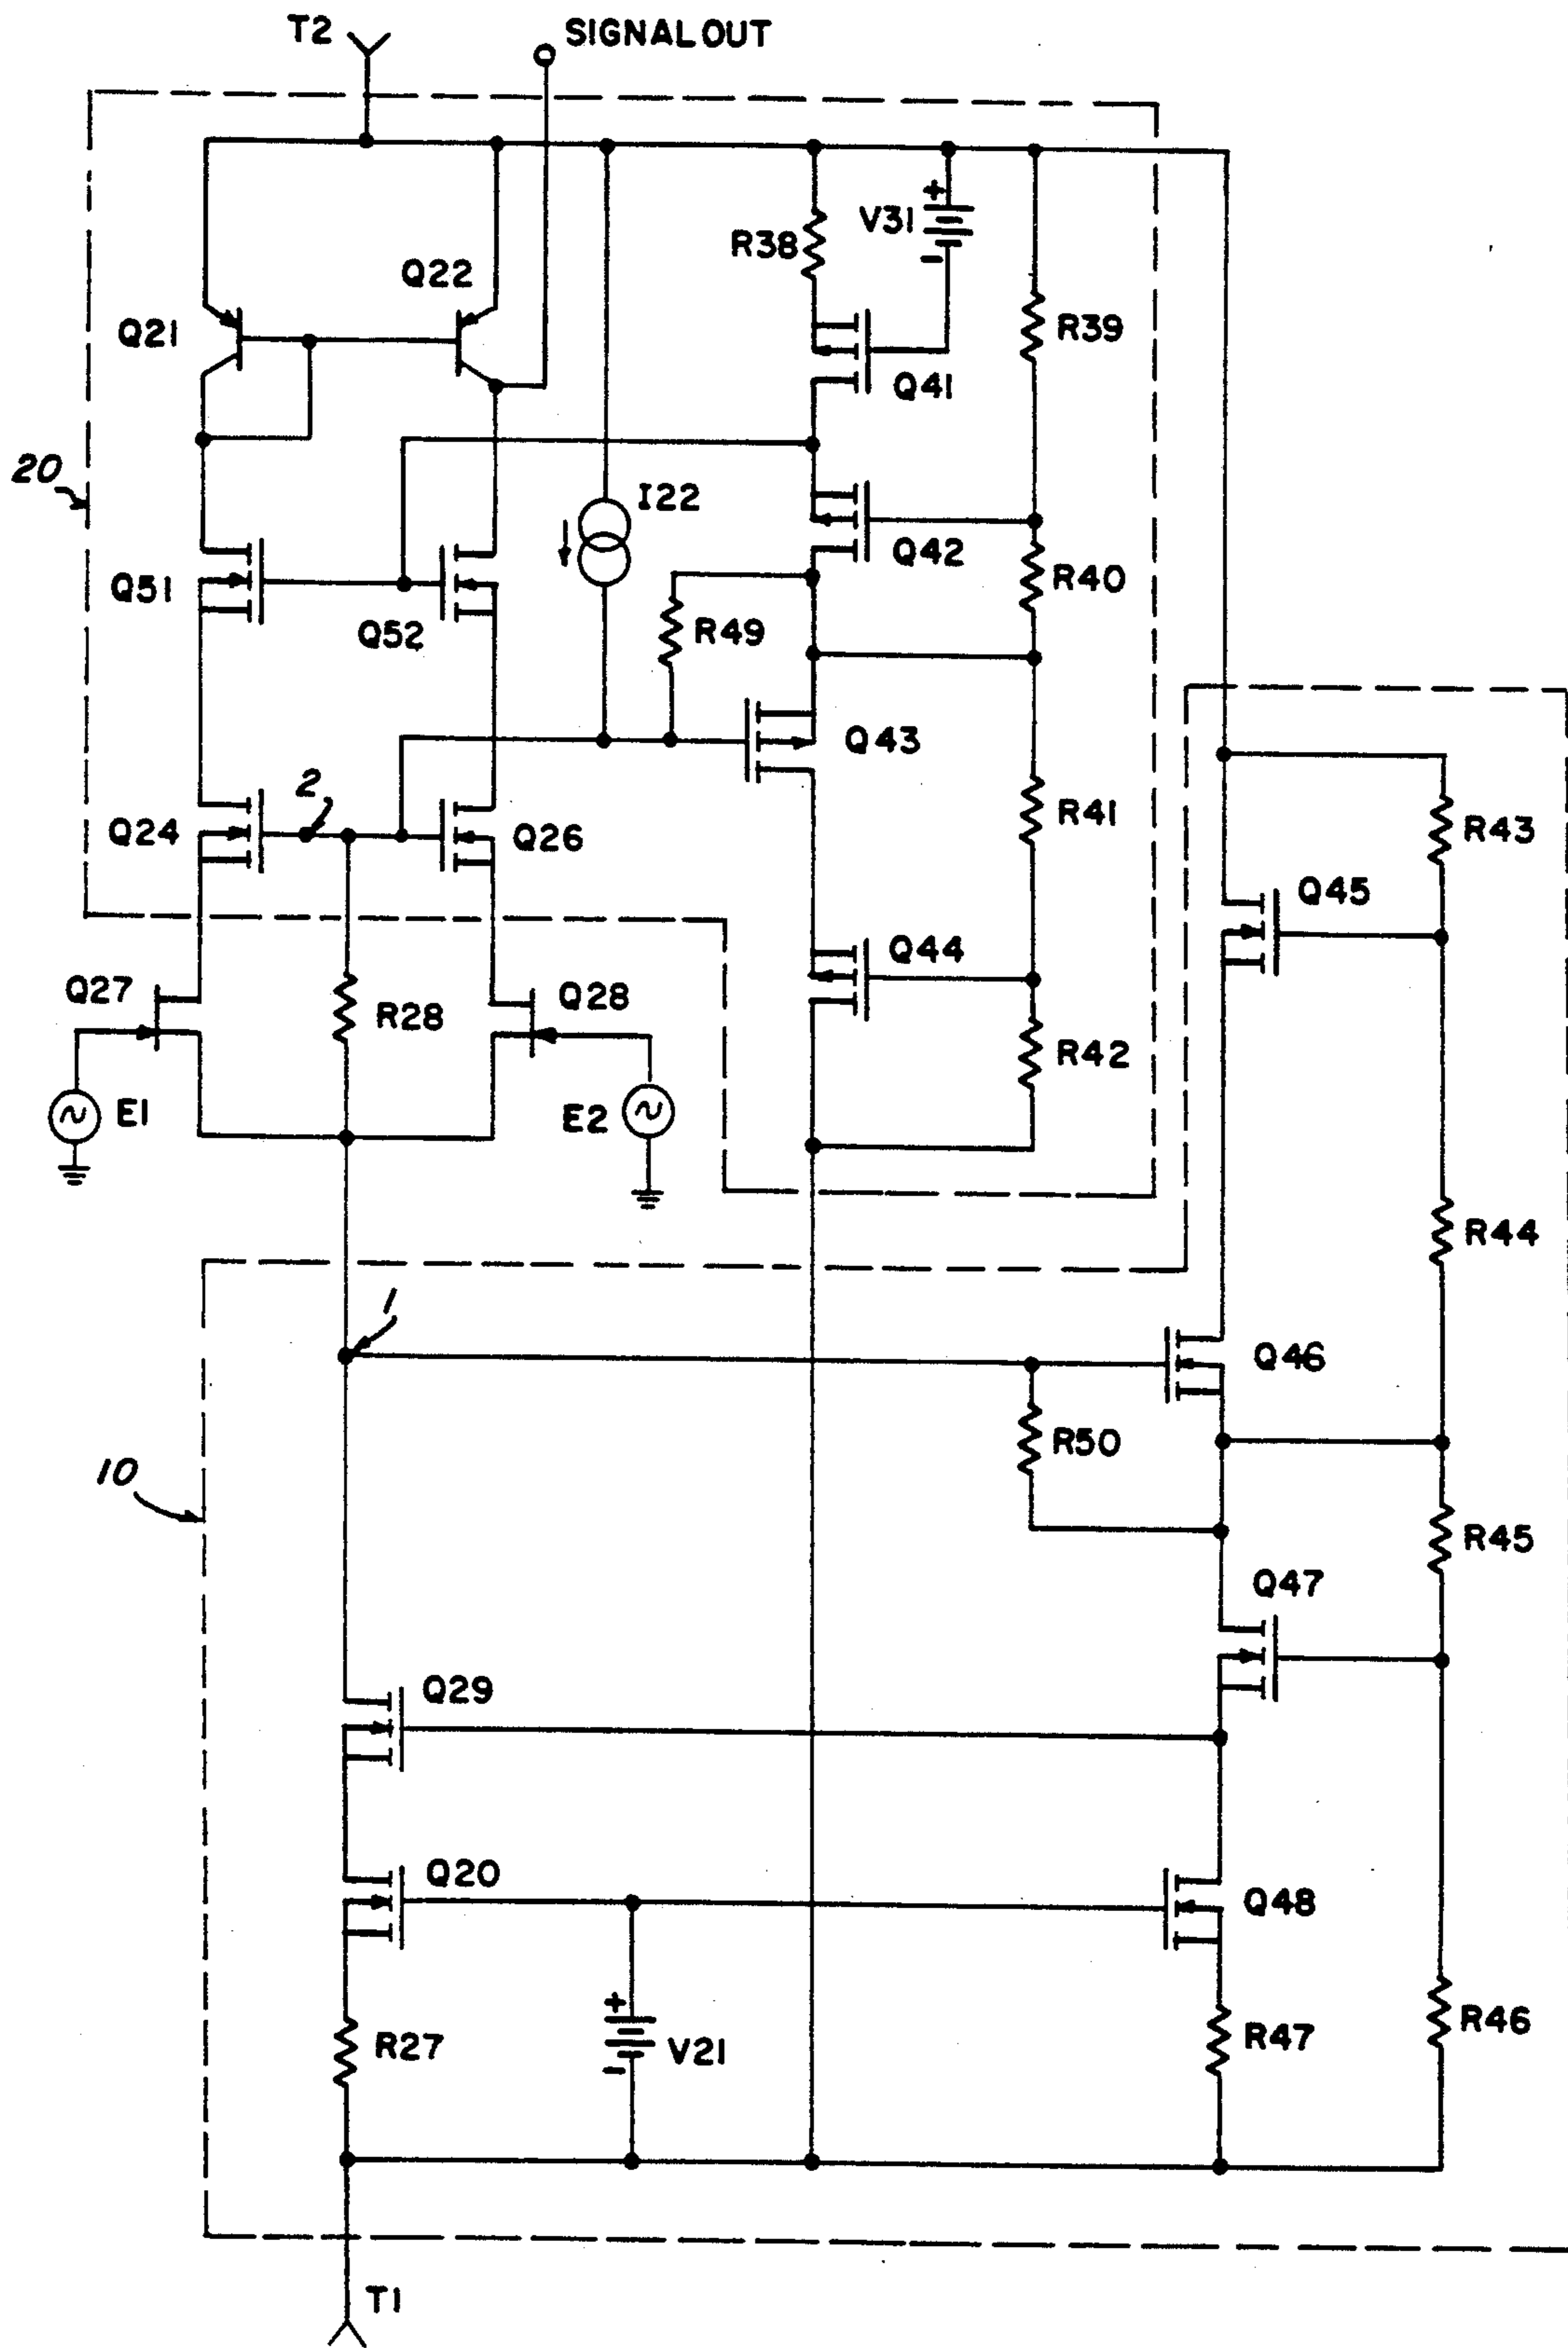 T2
SIGNAL OUT
+
V31
-
R38
Q22
Q21
R39
Q41
20
I22
Q42
Q51
R40
Q52
R49
Q43
2
Q24
Q26
R41
R43
Q45
Q44
Q27
Q28
R28
R42
E1
E2
R44
1
Q46
R50
10
R45
Q47
Q29
Q20
Q48
+
R27
V21
-
R47
R46
T1